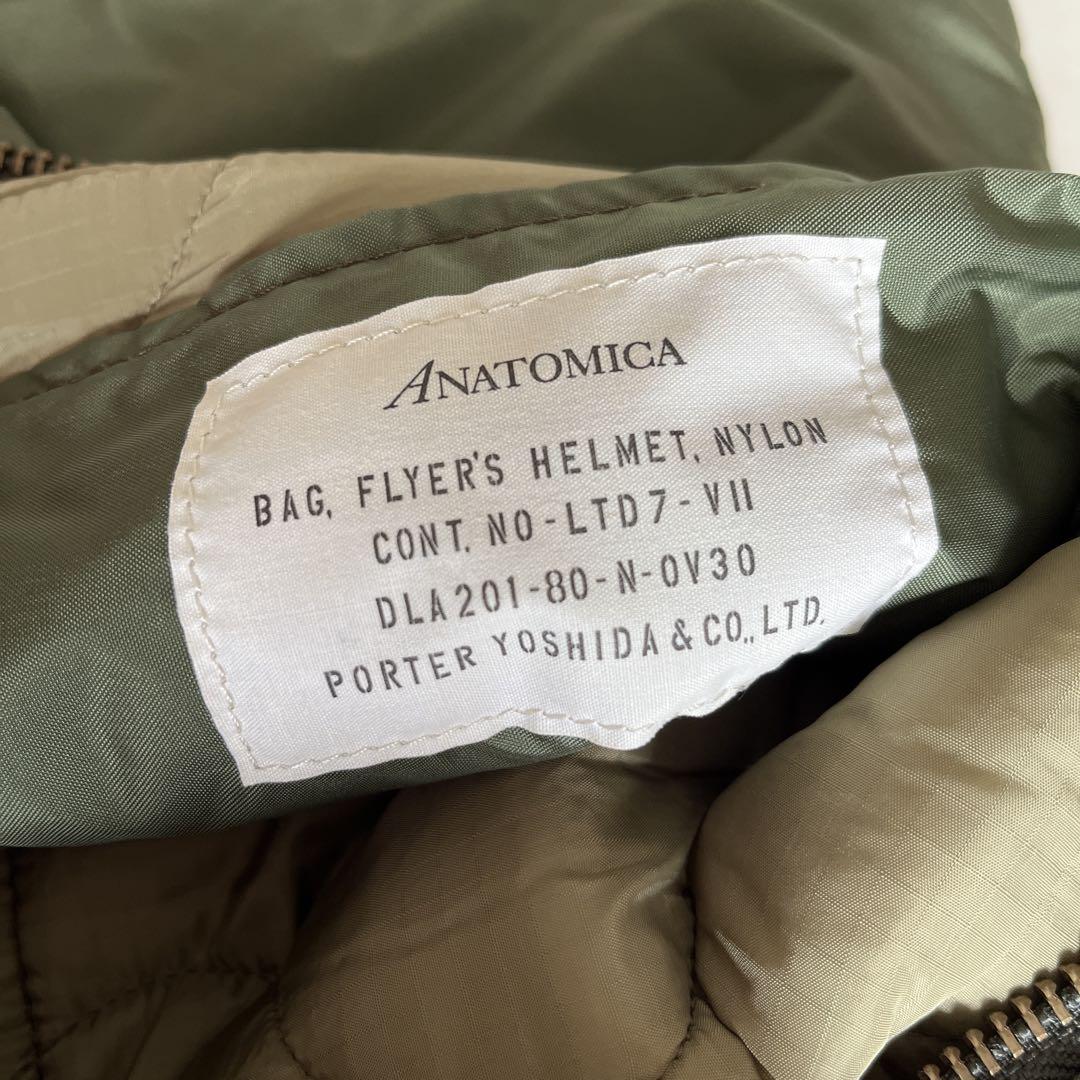 ANATOMICA
BAG, FLYER'S HELMET, NYLON
CONT. NO-LTD7-VII
DLA201-80-N-0V30
PORTER YOSHIDA & CO., LTD.